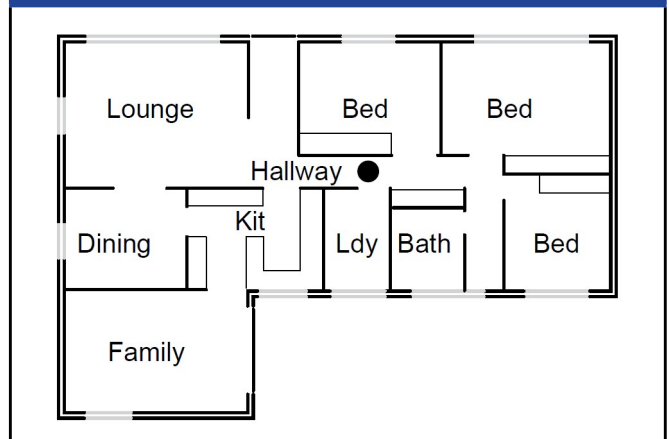 Lounge
Bed
Bed
Hallway
Kit
Dining
Ldy
Bath
Bed
Family